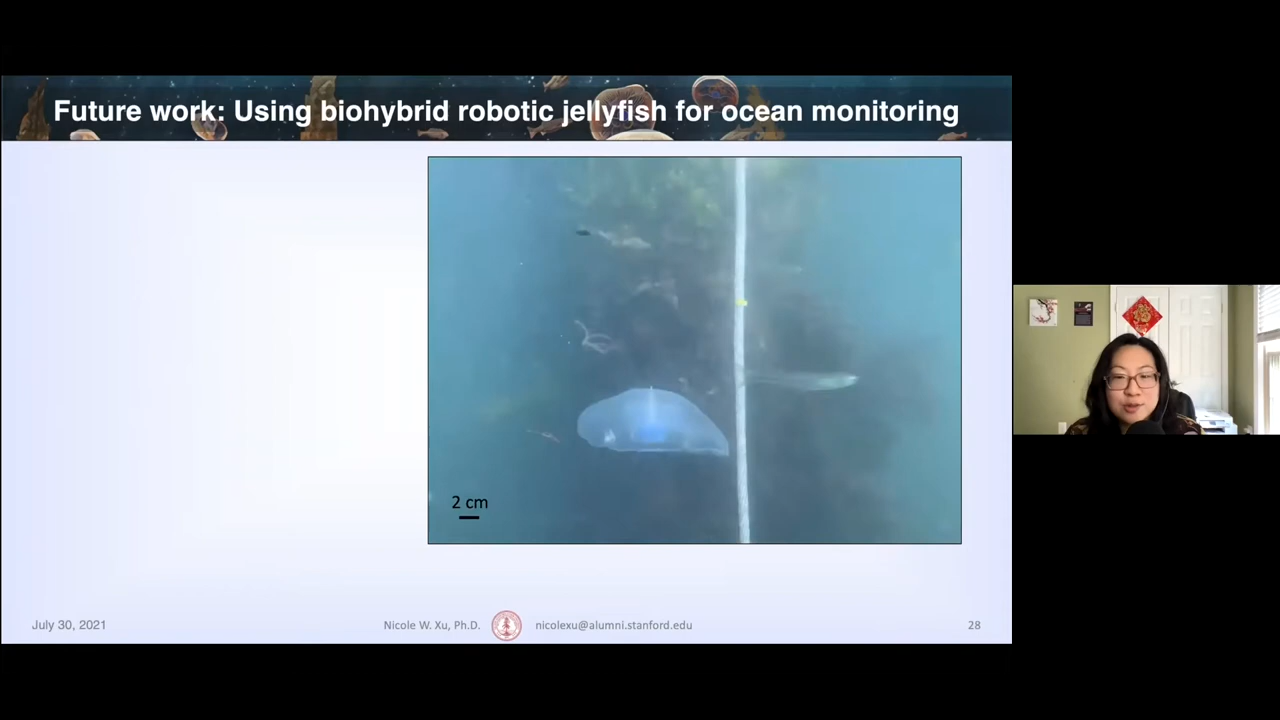 Future work: Using biohybrid robotic jellyfish for ocean monitoring
2 cm
July 30, 2021
Nicole W. Xu, Ph.D.
nicolexu@alumni.stanford.edu
28